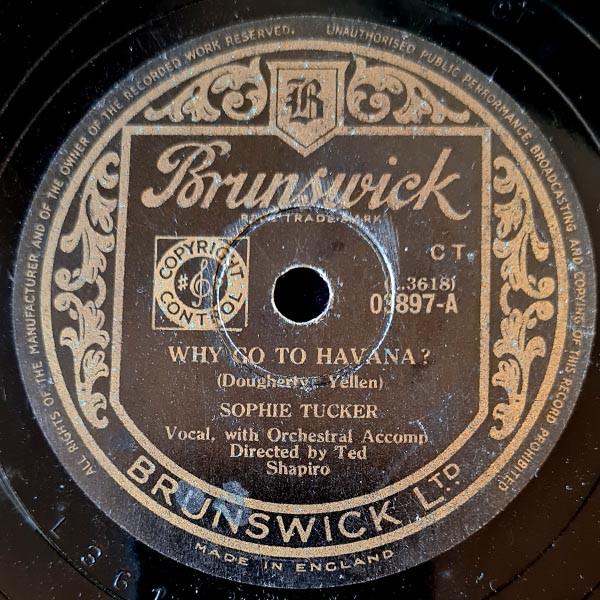 ALL RIGHTS OF THE MANUFACTURER AND OF THE OWNER OF THE RECORDED WORK RESERVED. UNAUTHORISED PUBLIC PERFORMANCE, BROADCASTING AND COPYING OF THIS RECORD PROHIBITED
B
Brunswick
TRADE MARK
COPYRIGHT
CONTROL
C T
3618)
03897-A
WHY GO TO HAVANA?
(Dougherty - Yellen)
SOPHIE TUCKER
Vocal, with Orchestral Accomp
Directed by Ted
Shapiro
BRUNSWICK LTD
MADE IN ENGLAND